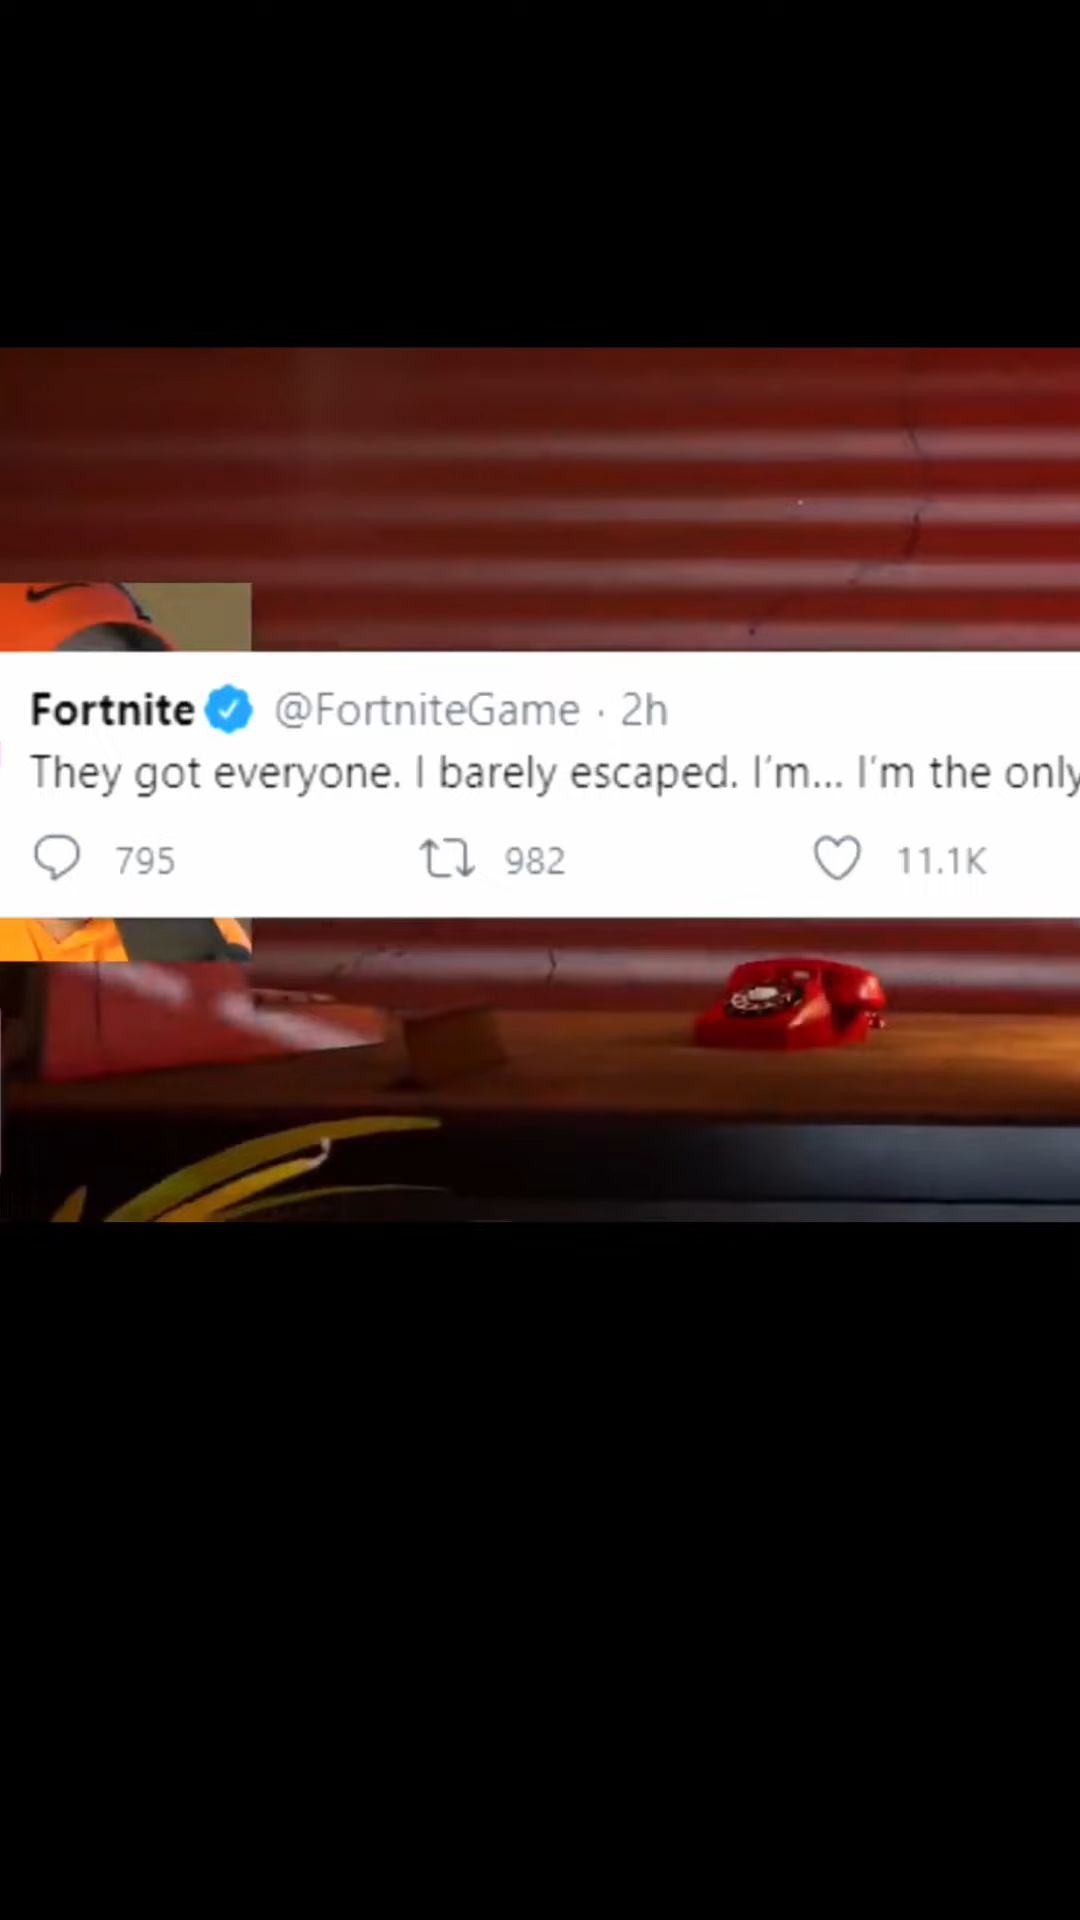 Fortnite @FortniteGame · 2h
They got everyone. I barely escaped. I'm... I'm the only
795 982 11.1K